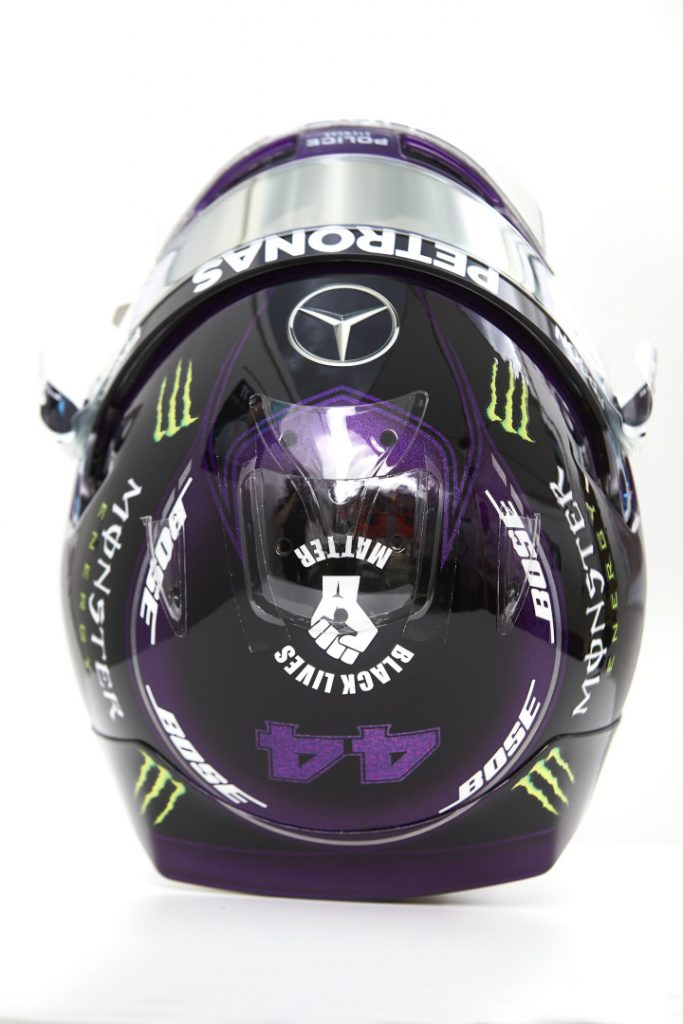 POLICE
PETRONAS
MONSTER
ENERGY
BOSE
BOSE
MATTER
BLACK LIVES
BOSE
BOSE
MONSTER
ENERGY
44